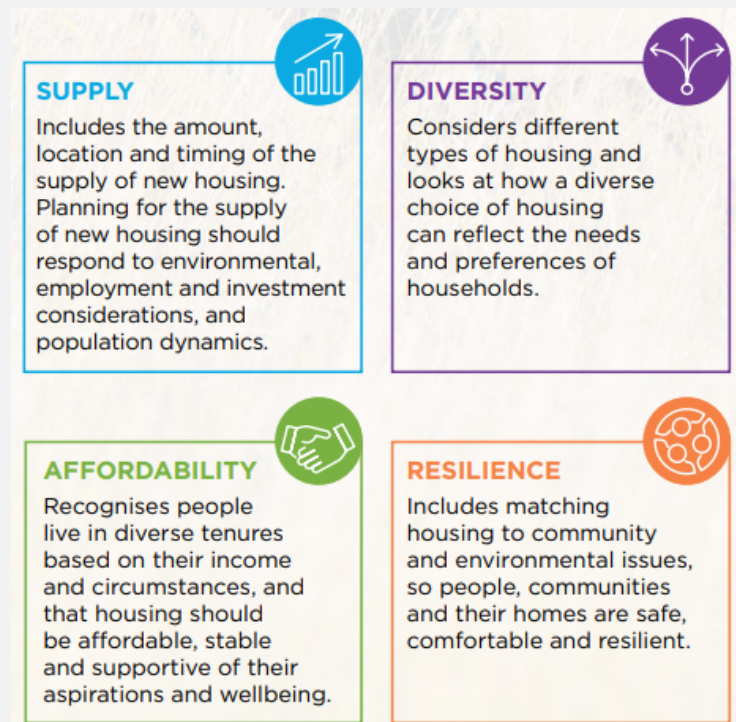 SUPPLY
Includes the amount,
location and timing of the
supply of new housing.
Planning for the supply
of new housing should
respond to environmental,
employment and investment
considerations, and
population dynamics.
DIVERSITY
Considers different
types of housing and
looks at how a diverse
choice of housing
can reflect the needs
and preferences of
households.
AFFORDABILITY
Recognises people
live in diverse tenures
based on their income
and circumstances, and
that housing should
be affordable, stable
and supportive of their
aspirations and wellbeing.
RESILIENCE
Includes matching
housing to community
and environmental issues,
so people, communities
and their homes are safe,
comfortable and resilient.